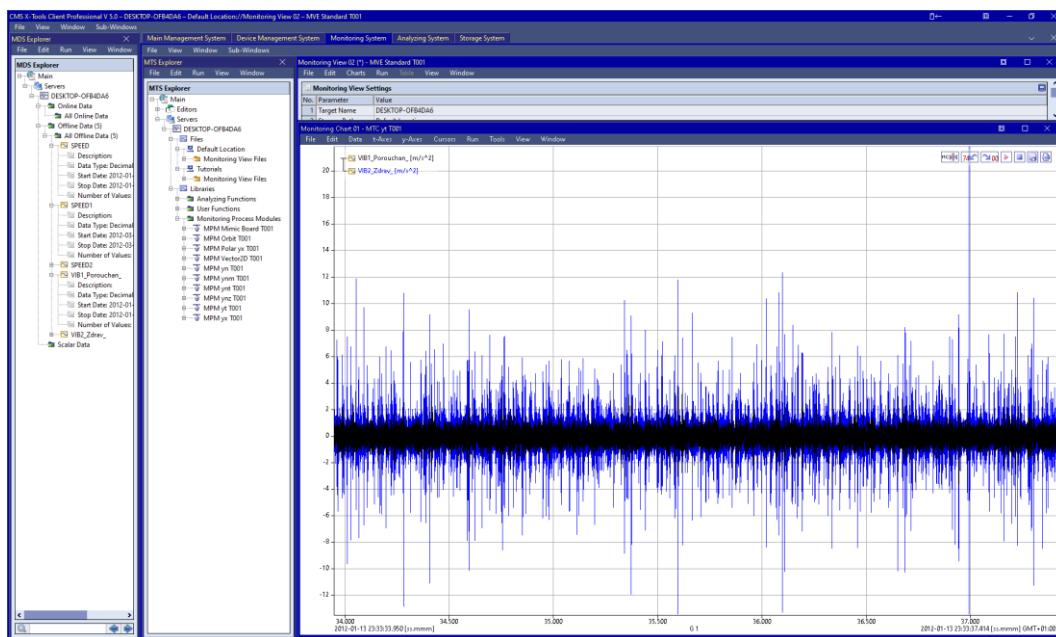 CMS X-Tools Client Professional V 5.0 – DESKTOP-OFB4DA6 – Default Location://Monitoring View 02 – MVE Standard T001
File View Window Sub-Windows
MDS Explorer
File Edit Run View Window
MDS Explorer
Main
Servers
DESKTOP-OFB4DA6
Online Data
All Online Data
Offline Data (5)
All Offline Data (5)
SPEED
Description:
Data Type: Decimal
Start Date: 2012-01-
Stop Date: 2012-01-
Number of Values:
SPEED1
Description:
Data Type: Decimal
Start Date: 2012-03-
Stop Date: 2012-03-
Number of Values:
SPEED2
VIB1_Porouchan_
Description:
Data Type: Decimal
Start Date: 2012-01-
Stop Date: 2012-01-
Number of Values:
VIB2_Zdrav_
Scalar Data
Main Management System Device Management System Monitoring System Analyzing System Storage System
File View Window Sub-Windows
MTS Explorer
File Edit Run View Window
MTS Explorer
Main
Editors
Servers
DESKTOP-OFB4DA6
Files
Default Location
Monitoring View Files
Tutorials
Monitoring View Files
Libraries
Analyzing Functions
User Functions
Monitoring Process Modules
MPM Mimic Board T001
MPM Orbit T001
MPM Polar yx T001
MPM Vector2D T001
MPM yn T001
MPM ynm T001
MPM ynt T001
MPM ynz T001
MPM yt T001
MPM yx T001
Monitoring View 02 (*) - MVE Standard T001
File Edit Charts Run Table View Window
Monitoring View Settings
No. Parameter Value
1 Target Name DESKTOP-OFB4DA6
Monitoring Chart 01 - MTC yt T001
File Edit Data t-Axes y-Axes Cursors Run Tools View Window
VIB1_Porouchan_ [m/s^2]
VIB2_Zdrav_ [m/s^2]
20
18
16
14
12
10
8
6
4
2
0
-2
-4
-6
-8
-10
-12
34.000 34.500 35.000 35.500 36.000 36.500 37.000
2012-01-13 23:33:33.950 [ss.mmm] G 1 2012-01-13 23:33:37.414 [ss.mmm] GMT+01:00